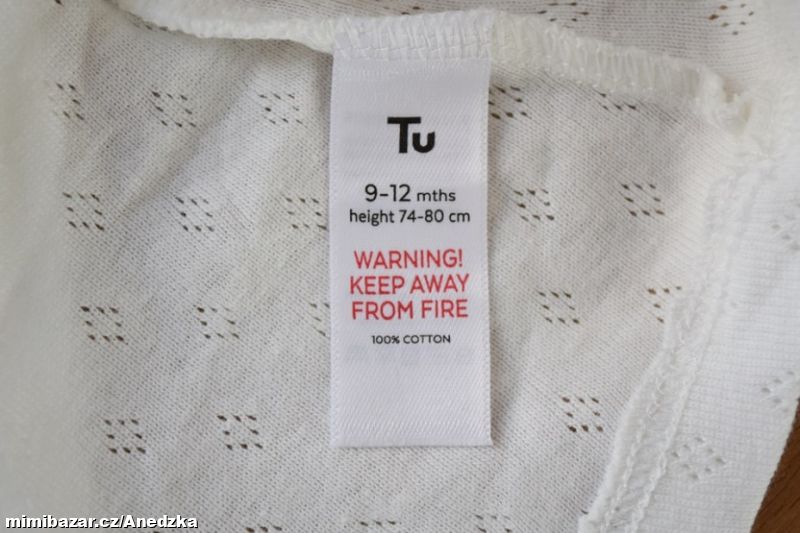 Tu
9-12 mths
height 74-80 cm
WARNING!
KEEP AWAY
FROM FIRE
100% COTTON
mimibazar.cz/Anedzka